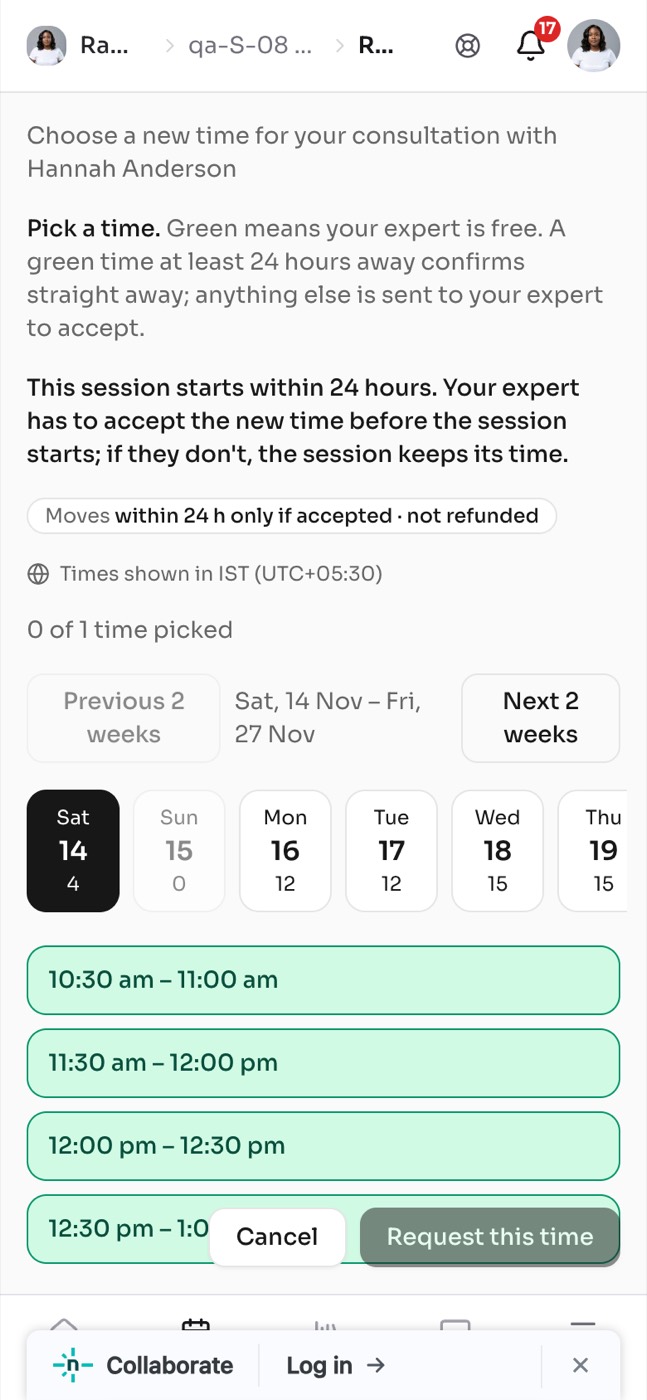 Ra...
qa-S-08 ...
R...
17
Choose a new time for your consultation with
Hannah Anderson
Pick a time. Green means your expert is free. A
green time at least 24 hours away confirms
straight away; anything else is sent to your expert
to accept.
This session starts within 24 hours. Your expert
has to accept the new time before the session
starts; if they don't, the session keeps its time.
Moves within 24 h only if accepted · not refunded
Times shown in IST (UTC+05:30)
0 of 1 time picked
Previous 2
weeks
Sat, 14 Nov – Fri,
27 Nov
Next 2
weeks
Sat
14
4
Sun
15
0
Mon
16
12
Tue
17
12
Wed
18
15
Thu
19
15
10:30 am – 11:00 am
11:30 am – 12:00 pm
12:00 pm – 12:30 pm
12:30 pm – 1:0
Cancel
Request this time
n
Collaborate
Log in